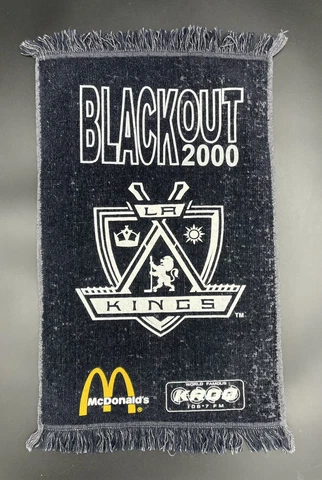 BLACKOUT
2000
LA
KINGS
TM
McDonald's®
WORLD FAMOUS
KROQ
106•7 FM